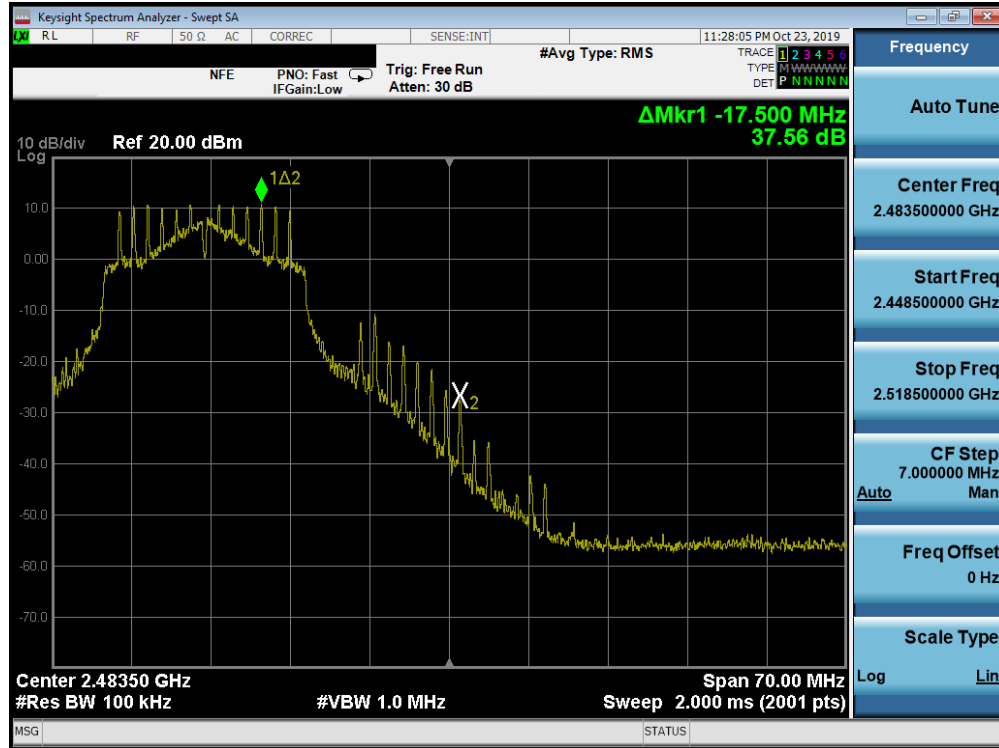 Keysight Spectrum Analyzer - Swept SA
LXI RL RF 50 Ω AC CORREC SENSE:INT 11:28:05 PM Oct 23, 2019
#Avg Type: RMS TRACE 1 2 3 4 5 6
NFE PNO: Fast Trig: Free Run TYPE M WWWWW
IFGain:Low Atten: 30 dB DET P N N N N N
ΔMkr1 -17.500 MHz
37.56 dB
10 dB/div Ref 20.00 dBm
Log
1Δ2
10.0
0.00
-10.0
-20.0
-30.0
X2
-40.0
-50.0
-60.0
-70.0
Center 2.48350 GHz Span 70.00 MHz
#Res BW 100 kHz #VBW 1.0 MHz Sweep 2.000 ms (2001 pts)
MSG STATUS
Frequency
Auto Tune
Center Freq
2.483500000 GHz
Start Freq
2.448500000 GHz
Stop Freq
2.518500000 GHz
CF Step
7.000000 MHz
Auto Man
Freq Offset
0 Hz
Scale Type
Log Lin